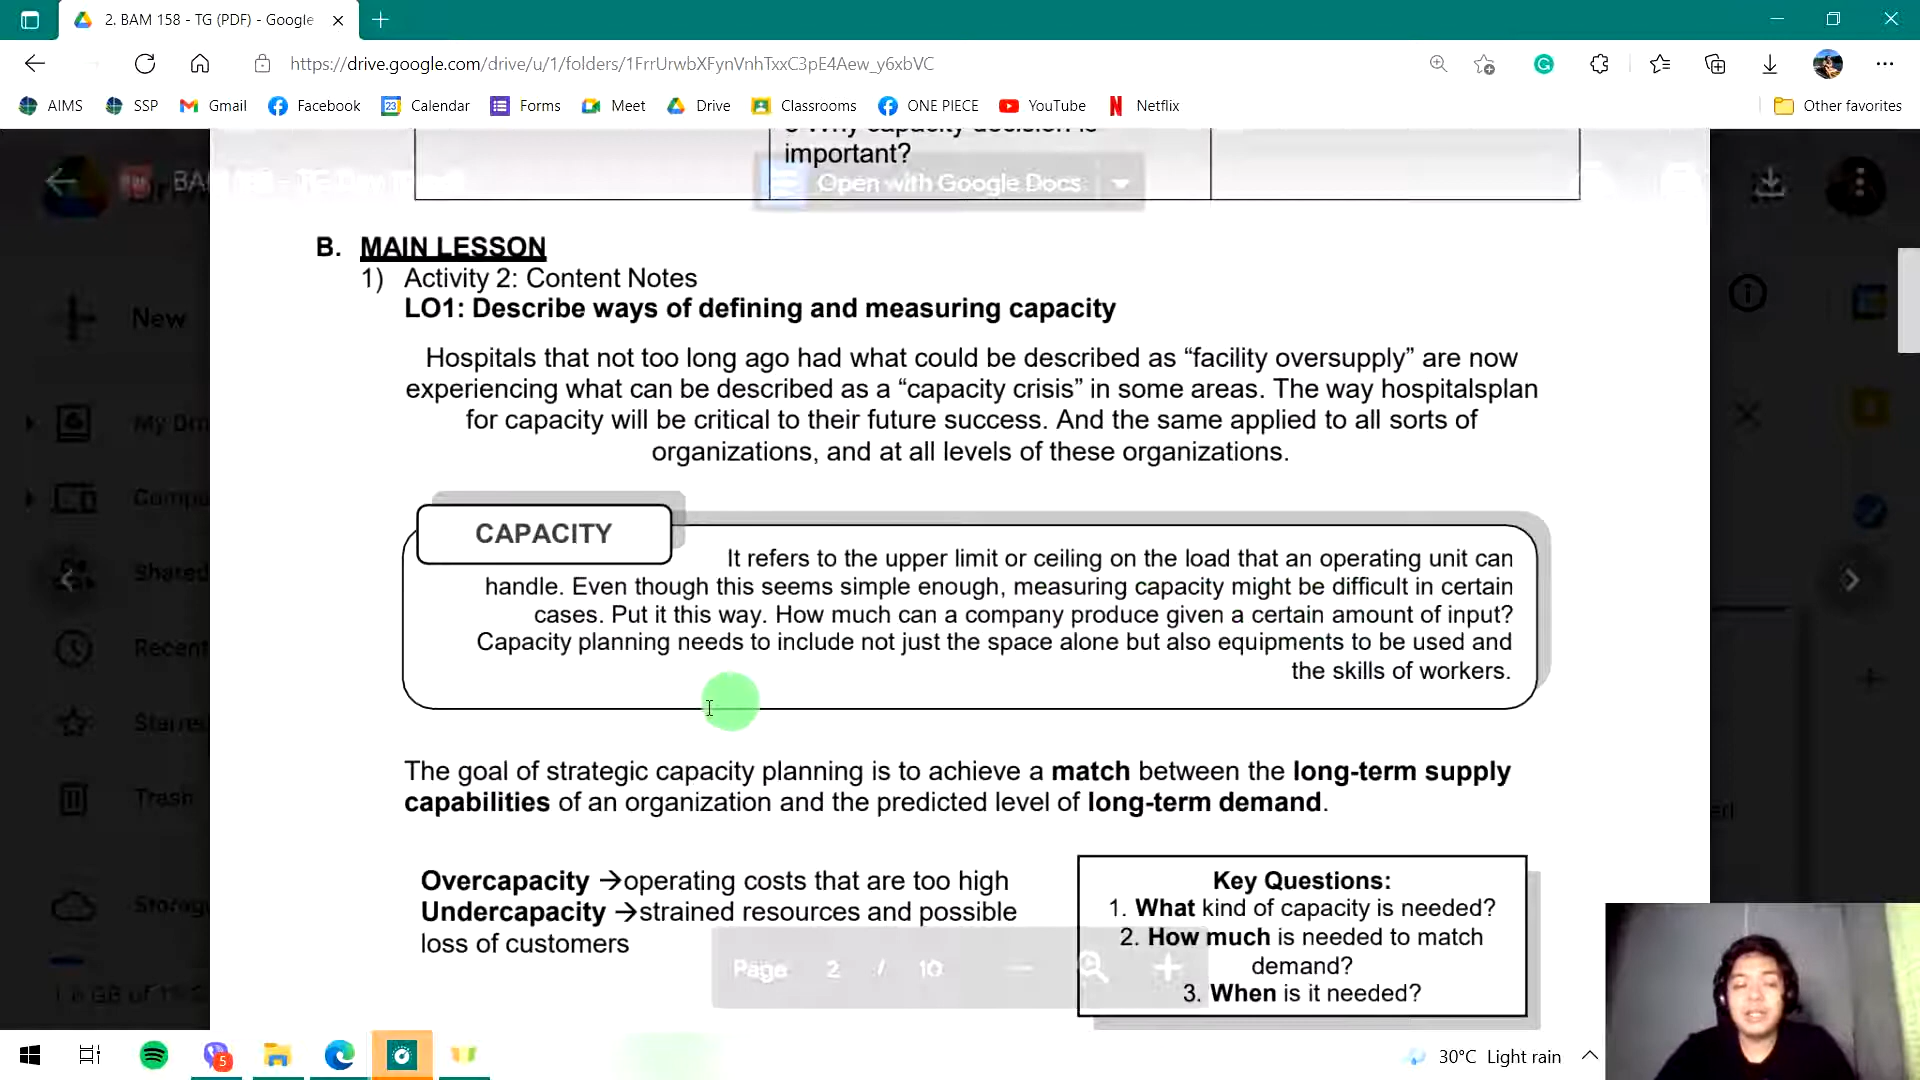 2. BAM 158 - TG (PDF) - Google
https://drive.google.com/drive/u/1/folders/1FrrUrwbXFynVnhTxxC3pE4Aew_y6xbVC
AIMS SSP Gmail Facebook Calendar Forms Meet Drive Classrooms ONE PIECE YouTube Netflix Other favorites
Why capacity decision is
important?
Open with Google Docs
New
Shared
Recent
Starred
Trash
B. MAIN LESSON
1) Activity 2: Content Notes
LO1: Describe ways of defining and measuring capacity
Hospitals that not too long ago had what could be described as “facility oversupply” are now
experiencing what can be described as a “capacity crisis” in some areas. The way hospitalsplan
for capacity will be critical to their future success. And the same applied to all sorts of
organizations, and at all levels of these organizations.
CAPACITY
It refers to the upper limit or ceiling on the load that an operating unit can
handle. Even though this seems simple enough, measuring capacity might be difficult in certain
cases. Put it this way. How much can a company produce given a certain amount of input?
Capacity planning needs to include not just the space alone but also equipments to be used and
the skills of workers.
The goal of strategic capacity planning is to achieve a match between the long-term supply
capabilities of an organization and the predicted level of long-term demand.
Overcapacity →operating costs that are too high
Undercapacity →strained resources and possible
loss of customers
Key Questions:
1. What kind of capacity is needed?
2. How much is needed to match
demand?
3. When is it needed?
Page 2 / 10
5
30°C Light rain